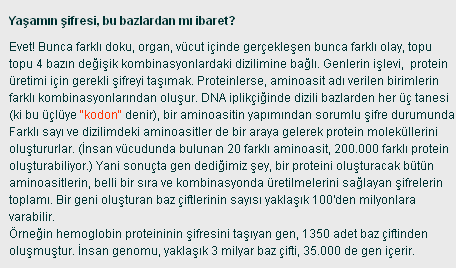 Yaşamın şifresi, bu bazlardan mı ibaret?
Evet! Bunca farklı doku, organ, vücut içinde gerçekleşen bunca farklı olay, topu
topu 4 bazın değişik kombinasyonlardaki dizilimine bağlı. Genlerin işlevi, protein
üretimi için gerekli şifreyi taşımak. Proteinlerse, aminoasit adı verilen birimlerin
farklı kombinasyonlarından oluşur. DNA iplikçiğinde dizili bazlardan her üç tanesi
(ki bu üçlüye "kodon" denir), bir aminoasitin yapımından sorumlu şifre durumunda
Farklı sayı ve dizilimdeki aminoasitler de bir araya gelerek protein moleküllerini
oluştururlar. (İnsan vücudunda bulunan 20 farklı aminoasit, 200.000 farklı protein
oluşturabiliyor.) Yani sonuçta gen dediğimiz şey, bir proteini oluşturacak bütün
aminoasitlerin, belli bir sıra ve kombinasyonda üretilmelerini sağlayan şifrelerin
toplamı. Bir geni oluşturan baz çiftlerinin sayısı yaklaşık 100'den milyonlara
varabilir.
Örneğin hemoglobin proteininin şifresini taşıyan gen, 1350 adet baz çiftinden
oluşmuştur. İnsan genomu, yaklaşık 3 milyar baz çifti, 35.000 de gen içerir.